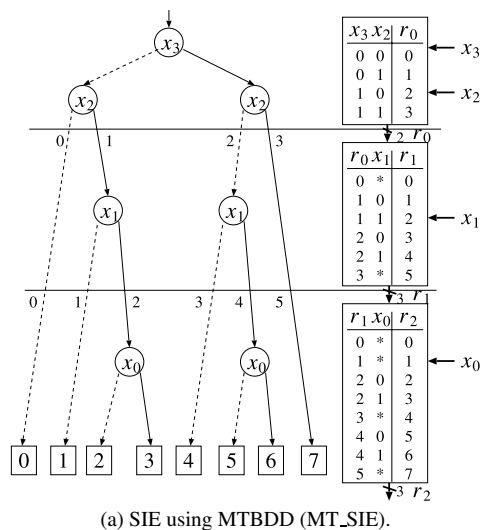 x3
x2 x2
0 1 2 3
x1 x1
0 1 2 3 4 5
x0 x0
0 1 2 3 4 5 6 7
x3 x2 r0
0 0 0
0 1 1
1 0 2
1 1 3
x3
x2
2 r0
r0 x1 r1
0 * 0
1 0 1
1 1 2
2 0 3
2 1 4
3 * 5
x1
3 r1
r1 x0 r2
0 * 0
1 * 1
2 0 2
2 1 3
3 * 4
4 0 5
4 1 6
5 * 7
x0
3 r2
(a) SIE using MTBDD (MT_SIE).